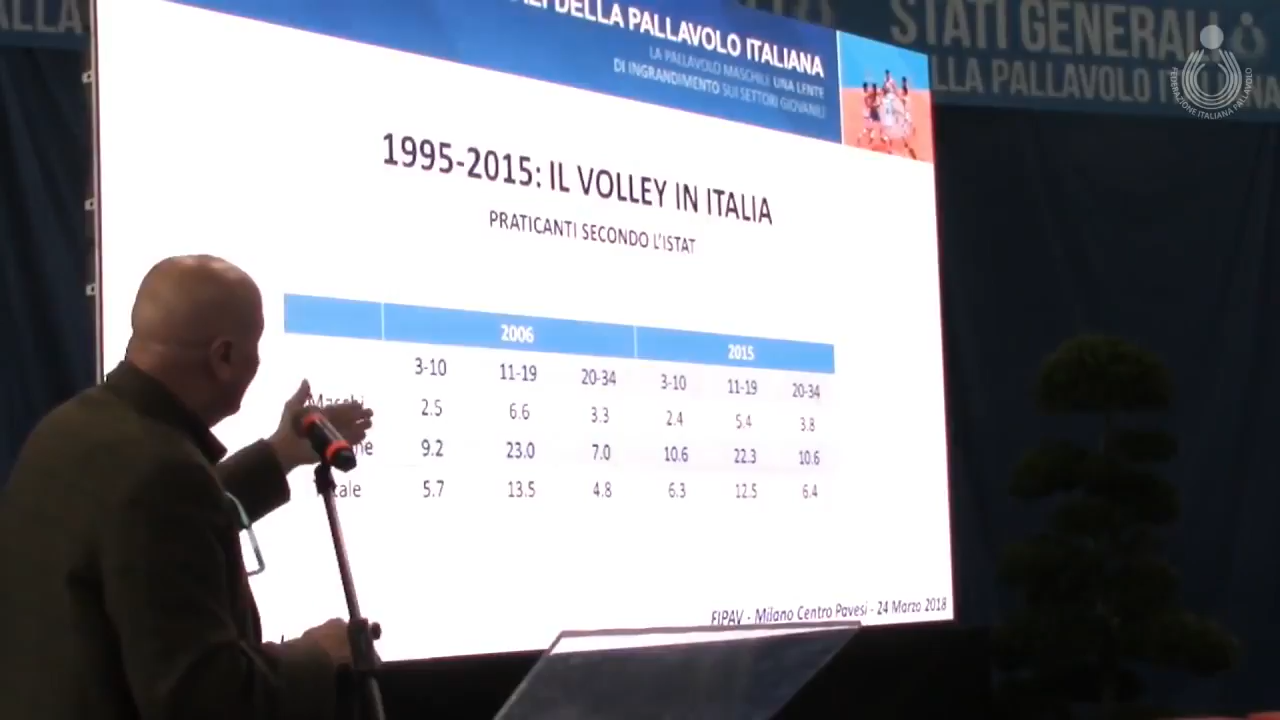 DELLA PALLAVOLO ITALIANA
LA PALLAVOLO MASCHILE UNA LENTE
DI INGRANDIMENTO SUI SETTORI GIOVANILI
STATI GENERALI
PALLAVOLO
FEDERAZIONE ITALIANA PALLAVOLO
1995-2015: IL VOLLEY IN ITALIA
PRATICANTI SECONDO L'ISTAT
2006 2015
3-10 11-19 20-34 3-10 11-19 20-34
Maschi 2.5 6.6 3.3 2.4 5.4 3.8
9.2 23.0 7.0 10.6 22.3 10.6
5.7 13.5 4.8 6.3 12.5 6.4
FIPAV - Milano Centro Pavesi - 24 Marzo 2018